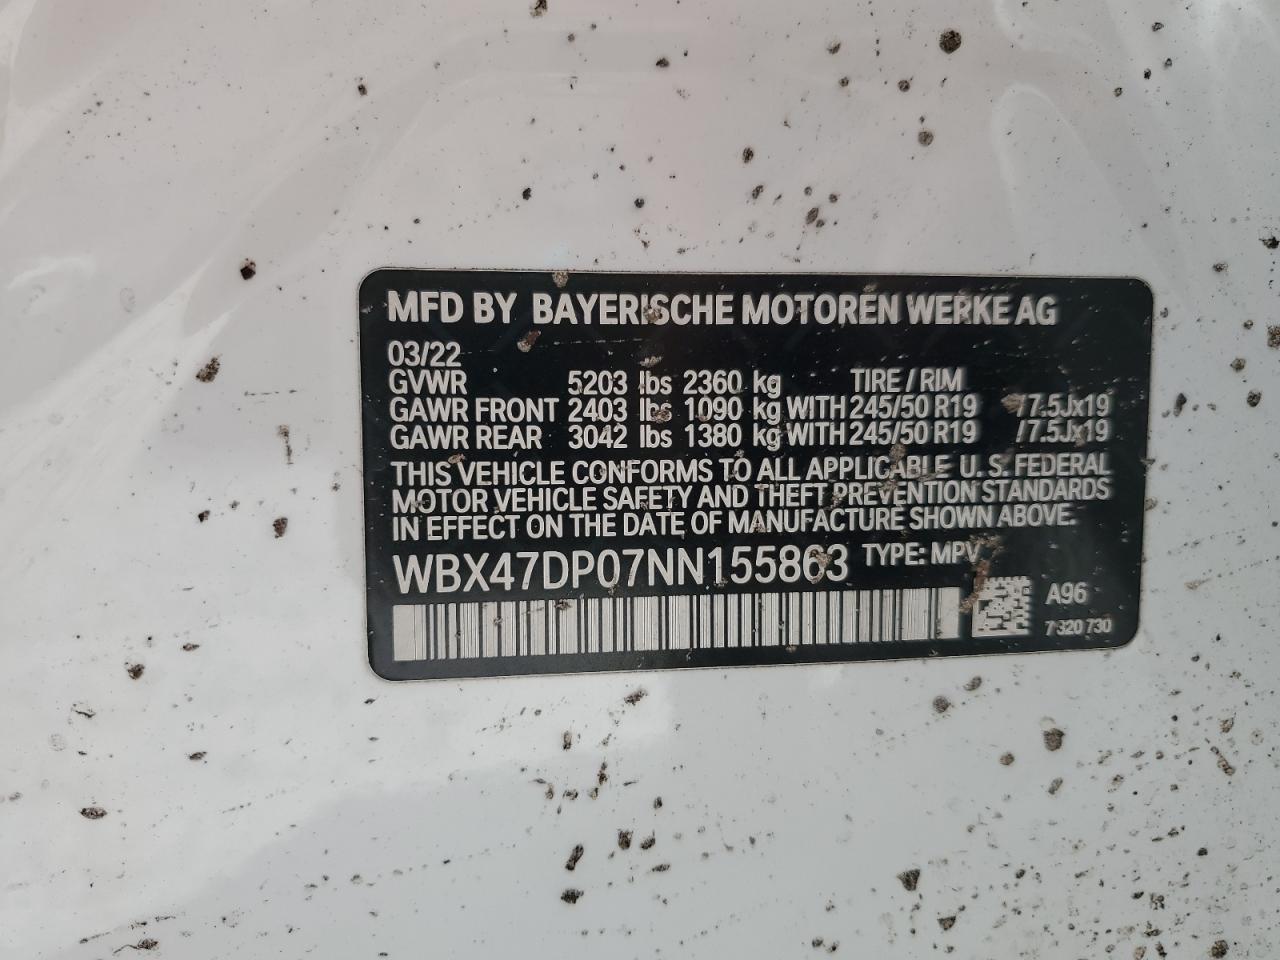 MFD BY BAYERISCHE MOTOREN WERKE AG
03/22
GVWR 5203 lbs 2360 kg TIRE / RIM
GAWR FRONT 2403 lbs 1090 kg WITH 245/50 R19 /7.5Jx19
GAWR REAR 3042 lbs 1380 kg WITH 245/50 R19 /7.5Jx19
THIS VEHICLE CONFORMS TO ALL APPLICABLE U.S. FEDERAL
MOTOR VEHICLE SAFETY AND THEFT PREVENTION STANDARDS
IN EFFECT ON THE DATE OF MANUFACTURE SHOWN ABOVE.
WBX47DP07NN155863 TYPE: MPV
A96
7 320 730